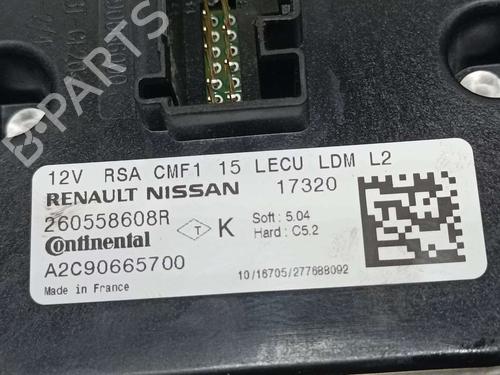 12V RSA CMF1 15 LECU LDM L2
RENAULT NISSAN 17320
260558608R
Continental
T K
Soft : 5.04
Hard : C5.2
A2C90665700
10/16705/277688092
Made in France
B-PARTS